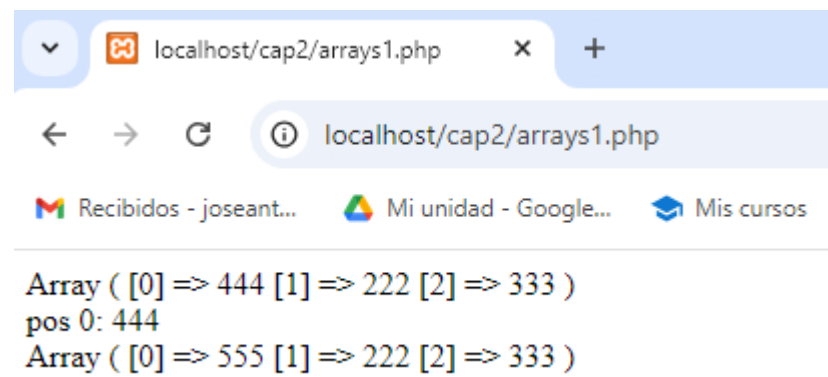 localhost/cap2/arrays1.php
localhost/cap2/arrays1.php
Recibidos - joseant... Mi unidad - Google... Mis cursos
Array ( [0] => 444 [1] => 222 [2] => 333 )
pos 0: 444
Array ( [0] => 555 [1] => 222 [2] => 333 )